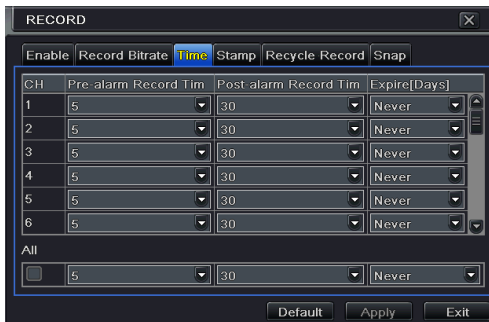 RECORD
Enable Record Bitrate Time Stamp Recycle Record Snap
CH Pre-alarm Record Tim Post-alarm Record Tim Expire[Days]
1 5 30 Never
2 5 30 Never
3 5 30 Never
4 5 30 Never
5 5 30 Never
6 5 30 Never
All
5 30 Never
Default Apply Exit